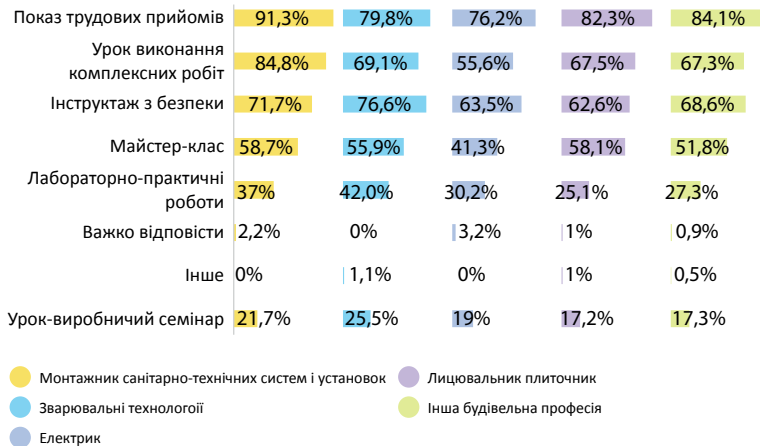 Показ трудових прийомів 91,3% 79,8% 76,2% 82,3% 84,1%
Урок виконання
комплексних робіт 84,8% 69,1% 55,6% 67,5% 67,3%
Інструктаж з безпеки 71,7% 76,6% 63,5% 62,6% 68,6%
Майстер-клас 58,7% 55,9% 41,3% 58,1% 51,8%
Лабораторно-практичні
роботи 37% 42,0% 30,2% 25,1% 27,3%
Важко відповісти 2,2% 0% 3,2% 1% 0,9%
Інше 0% 1,1% 0% 1% 0,5%
Урок-виробничий семінар 21,7% 25,5% 19% 17,2% 17,3%
Монтажник санітарно-технічних систем і установок
Лицювальник плиточник
Зварювальні технологоії
Інша будівельна професія
Електрик